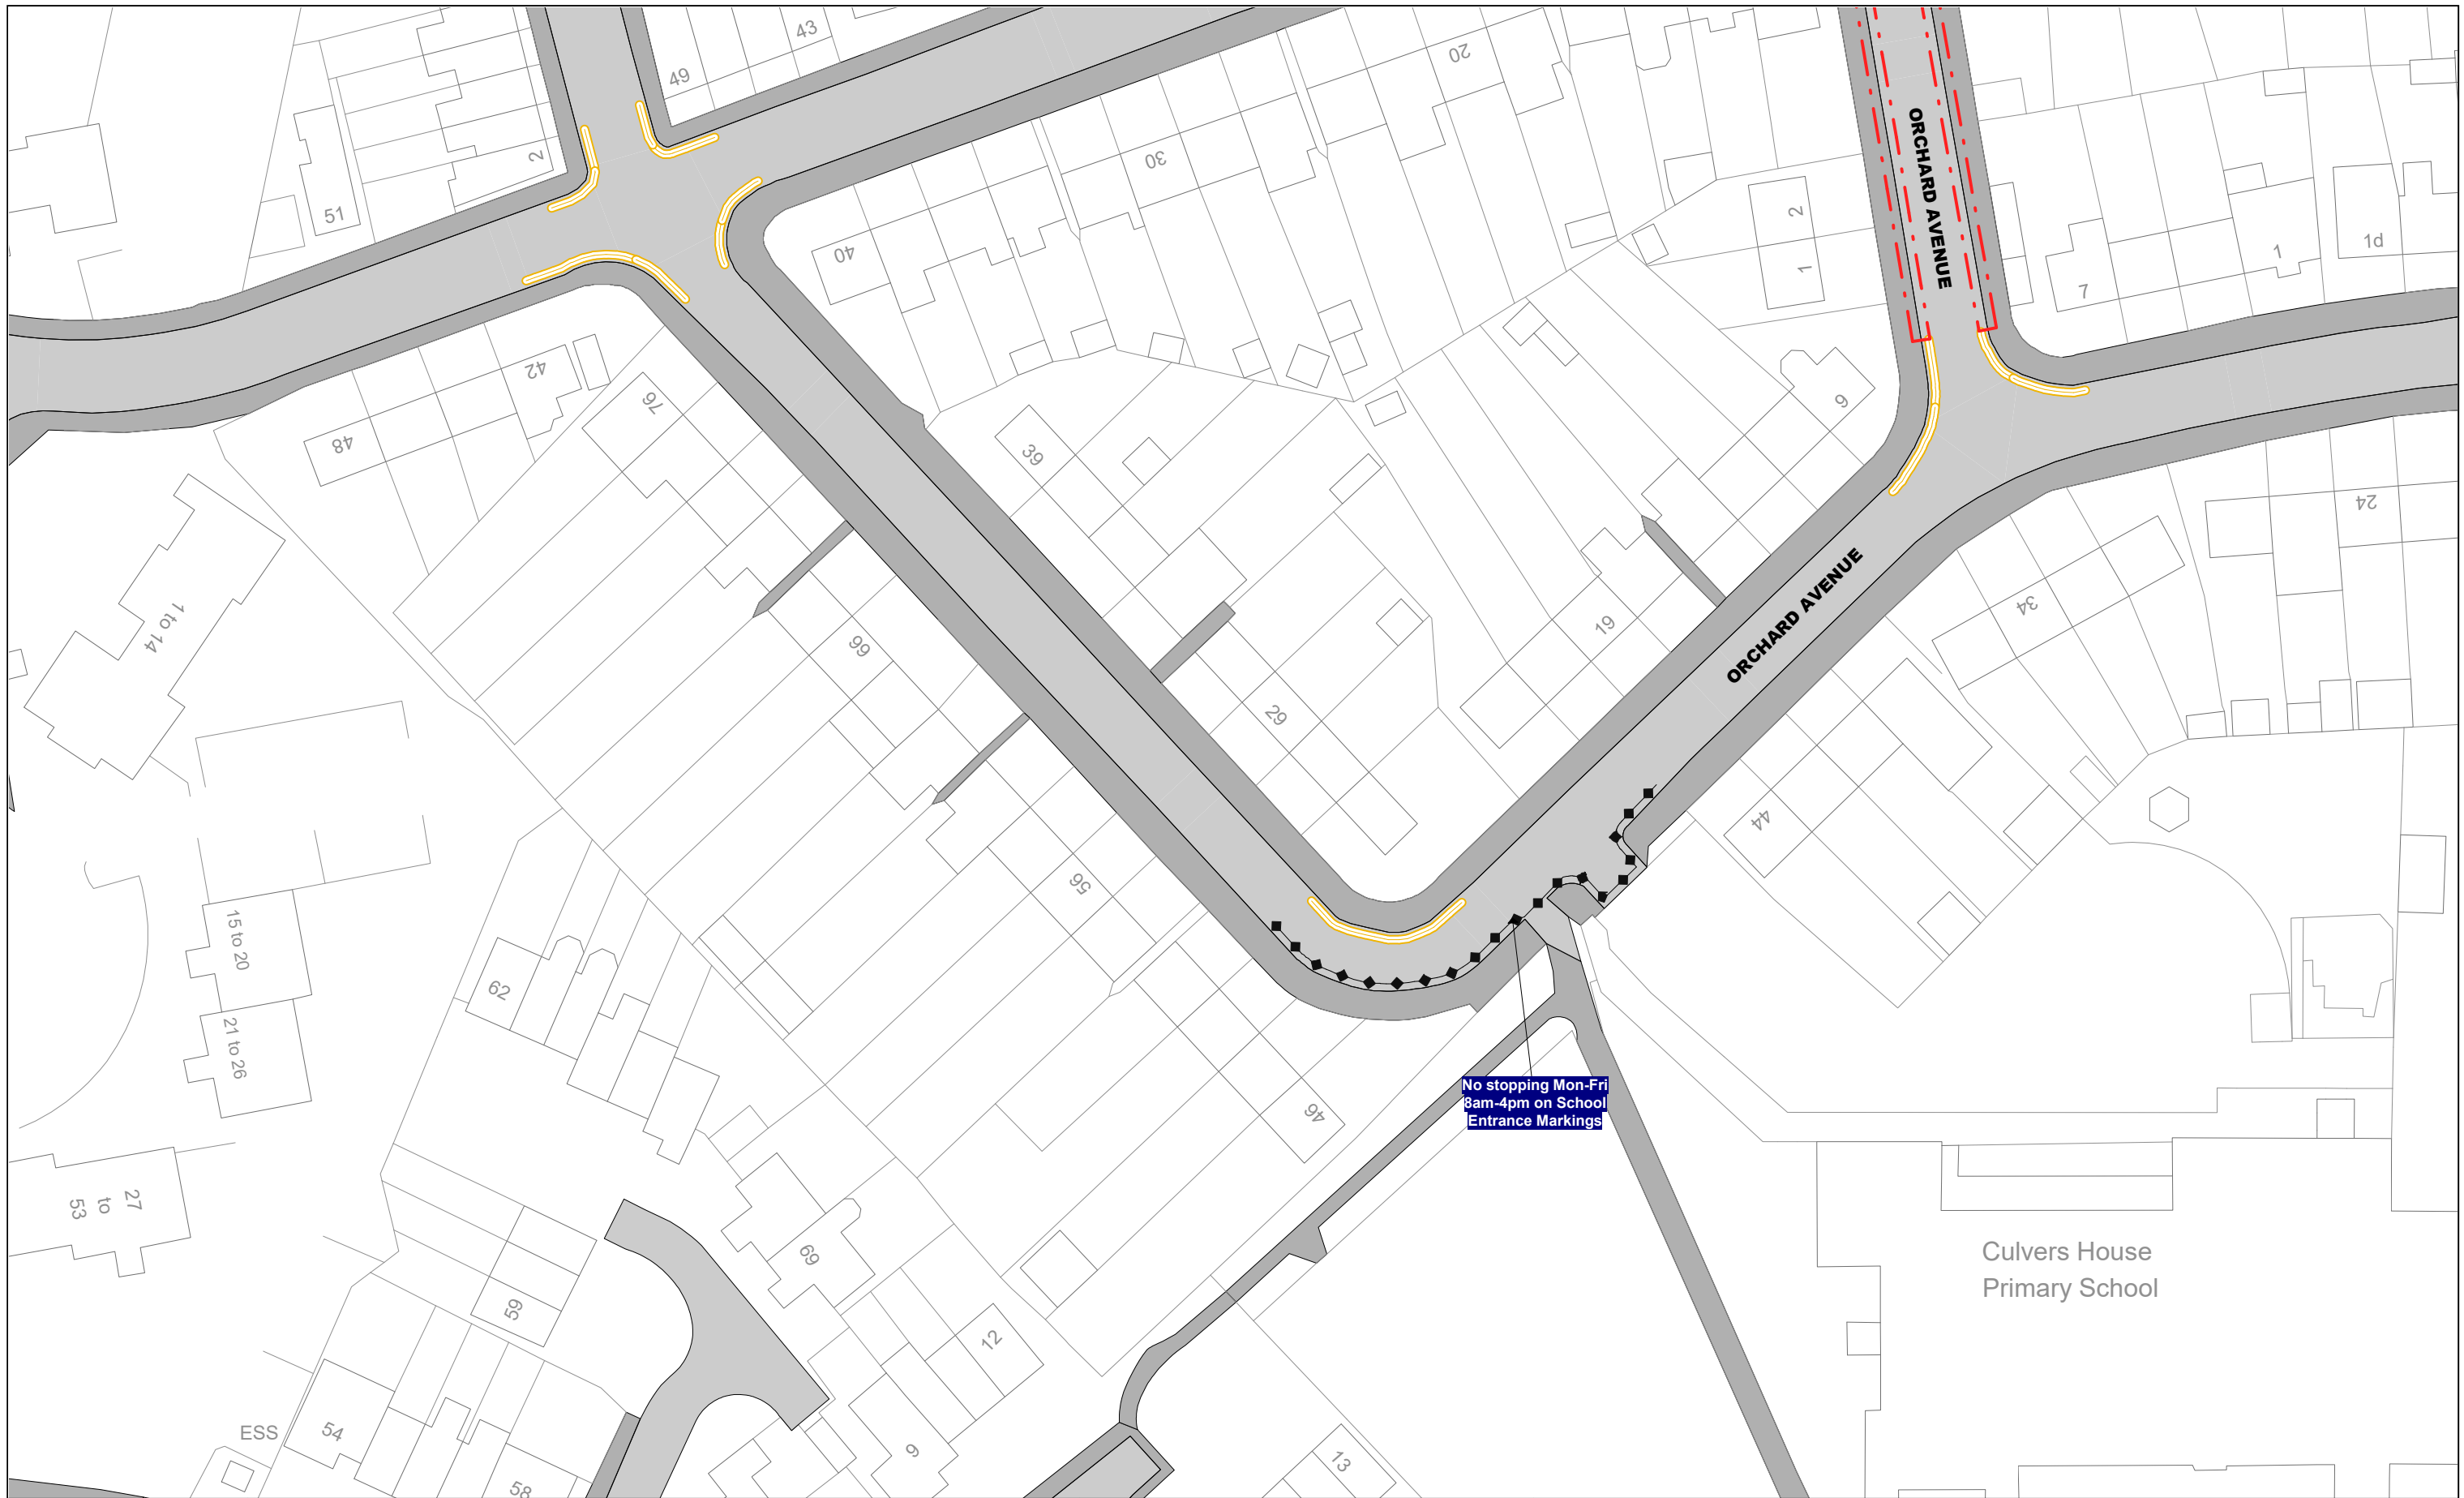 43
49
20
ORCHARD AVENUE
2
30
51
2
1
40
1
1d
7
42
76
48
39
9
24
1 to 14
34
66
19
ORCHARD AVENUE
29
44
56
15 to 20
62
21 to 26
No stopping Mon-Fri
8am-4pm on School
Entrance Markings
46
27
to
53
69
Culvers House
Primary School
59
12
ESS
54
9
13
58